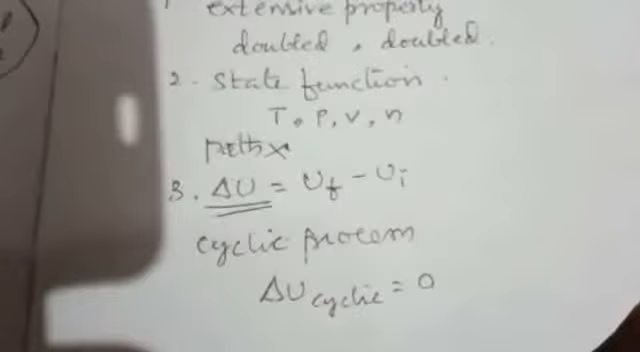 extensive property
doubled, doubled.
2. State function.
T, P, V, n
path x
3. ΔU = Uf - Ui
cyclic process
ΔU cyclic = 0